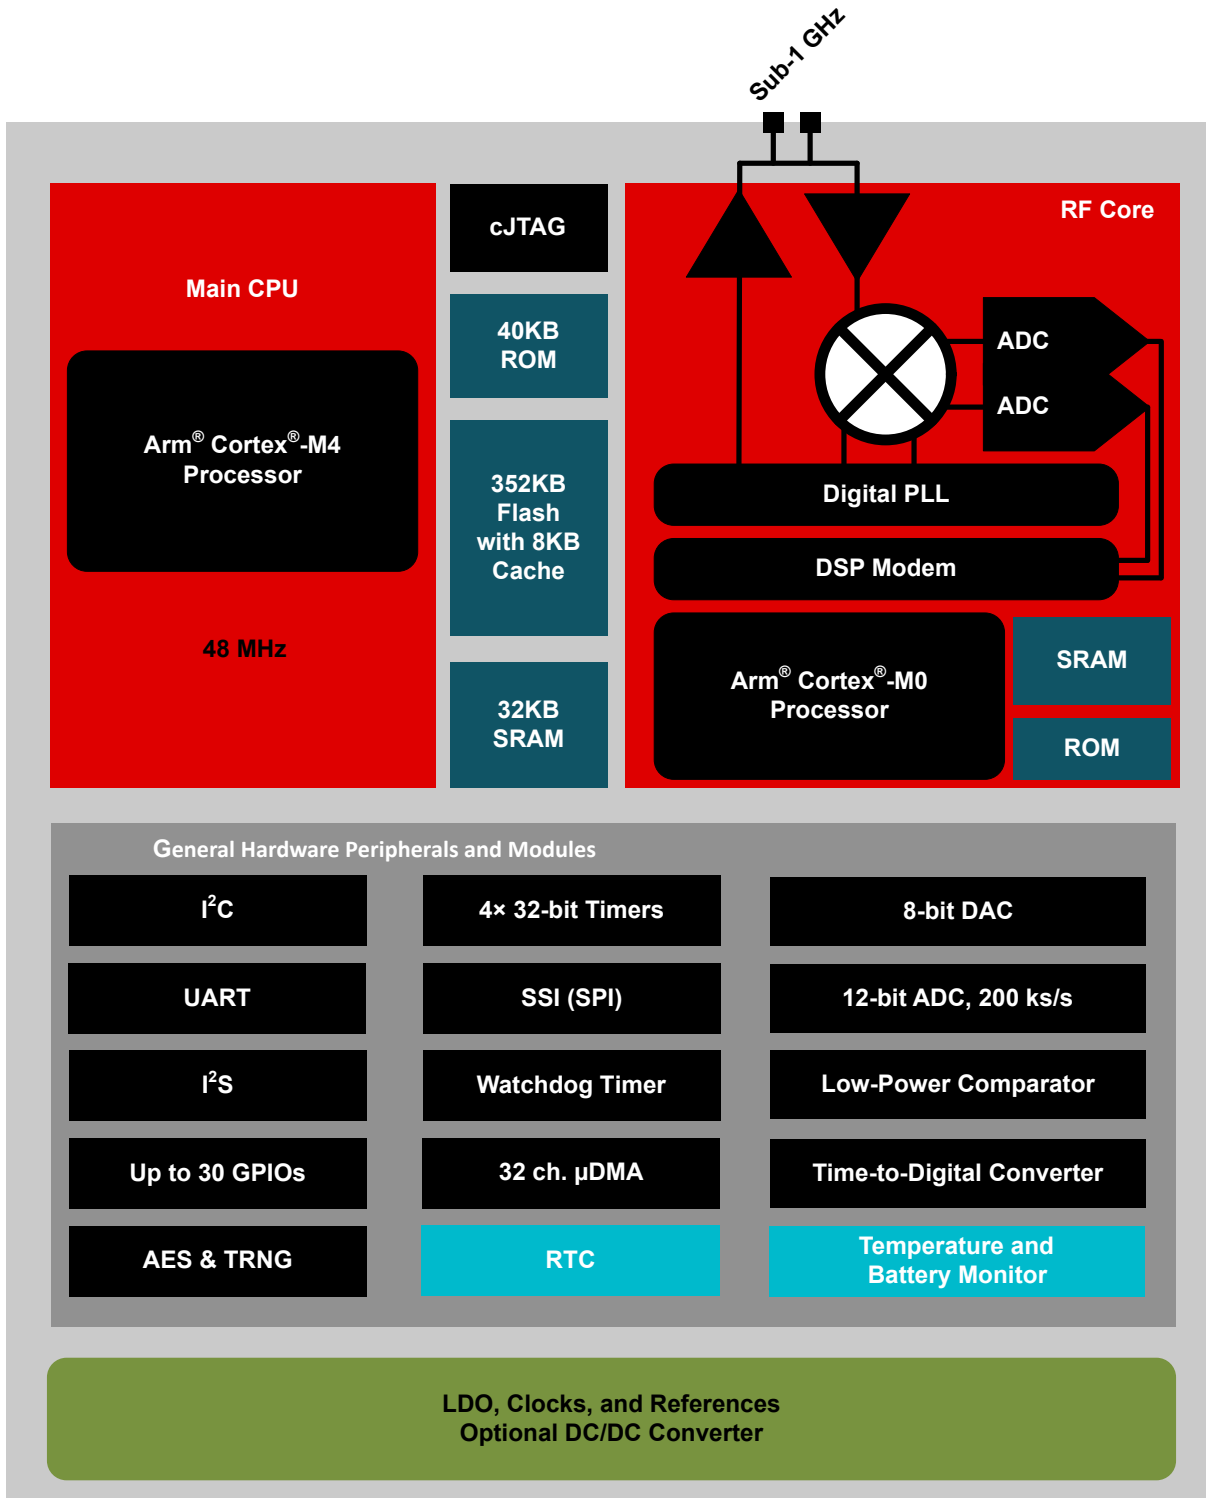 Sub-1 GHz
cJTAG
RF Core
Main CPU
40KB
ROM
ADC
ADC
Arm® Cortex®-M4
Processor
352KB
Flash
with 8KB
Cache
Digital PLL
DSP Modem
48 MHz
32KB
SRAM
Arm® Cortex®-M0
Processor
SRAM
ROM
General Hardware Peripherals and Modules
I²C
4× 32-bit Timers
8-bit DAC
UART
SSI (SPI)
12-bit ADC, 200 ks/s
I²S
Watchdog Timer
Low-Power Comparator
Up to 30 GPIOs
32 ch. µDMA
Time-to-Digital Converter
AES & TRNG
RTC
Temperature and
Battery Monitor
LDO, Clocks, and References
Optional DC/DC Converter